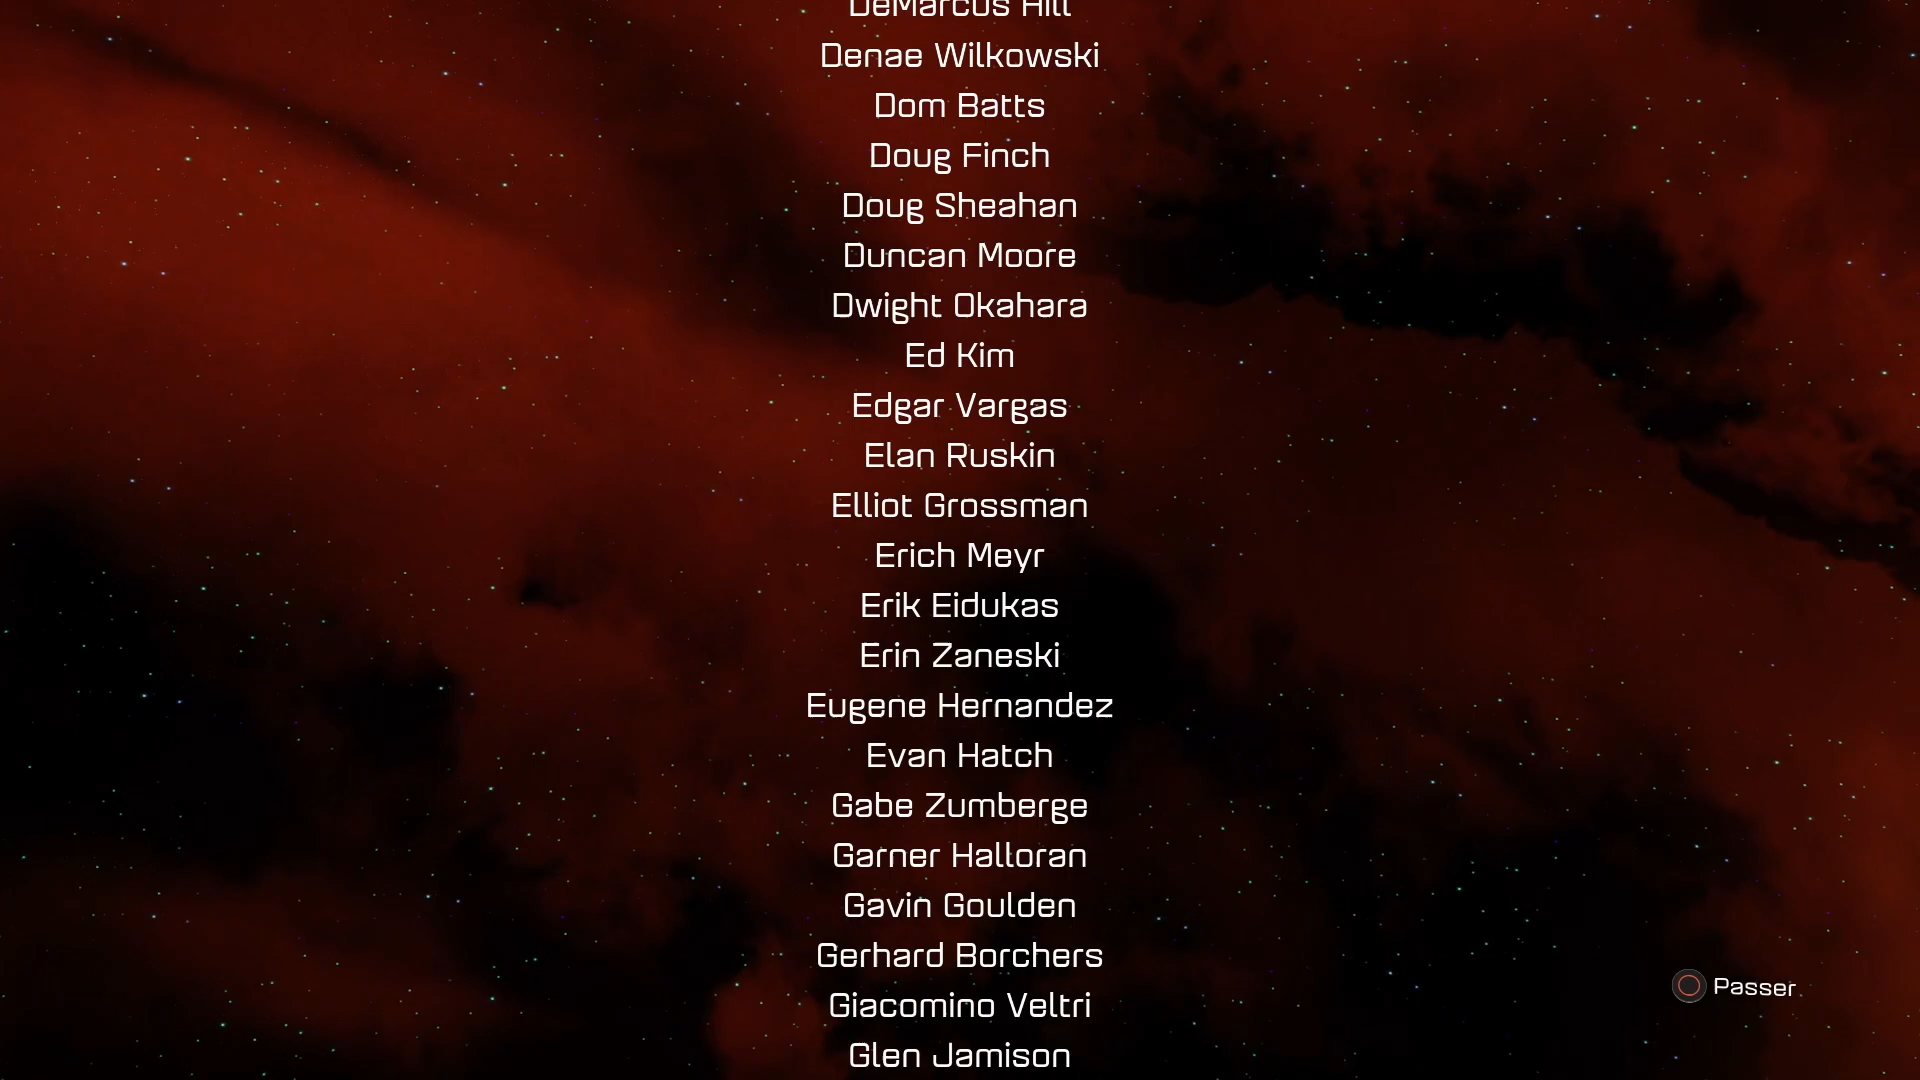 DeMarcus Hill
Denae Wilkowski
Dom Batts
Doug Finch
Doug Sheahan
Duncan Moore
Dwight Okahara
Ed Kim
Edgar Vargas
Elan Ruskin
Elliot Grossman
Erich Meyr
Erik Eidukas
Erin Zaneski
Eugene Hernandez
Evan Hatch
Gabe Zumberge
Garner Halloran
Gavin Goulden
Gerhard Borchers
Giacomino Veltri
Glen Jamison
Passer